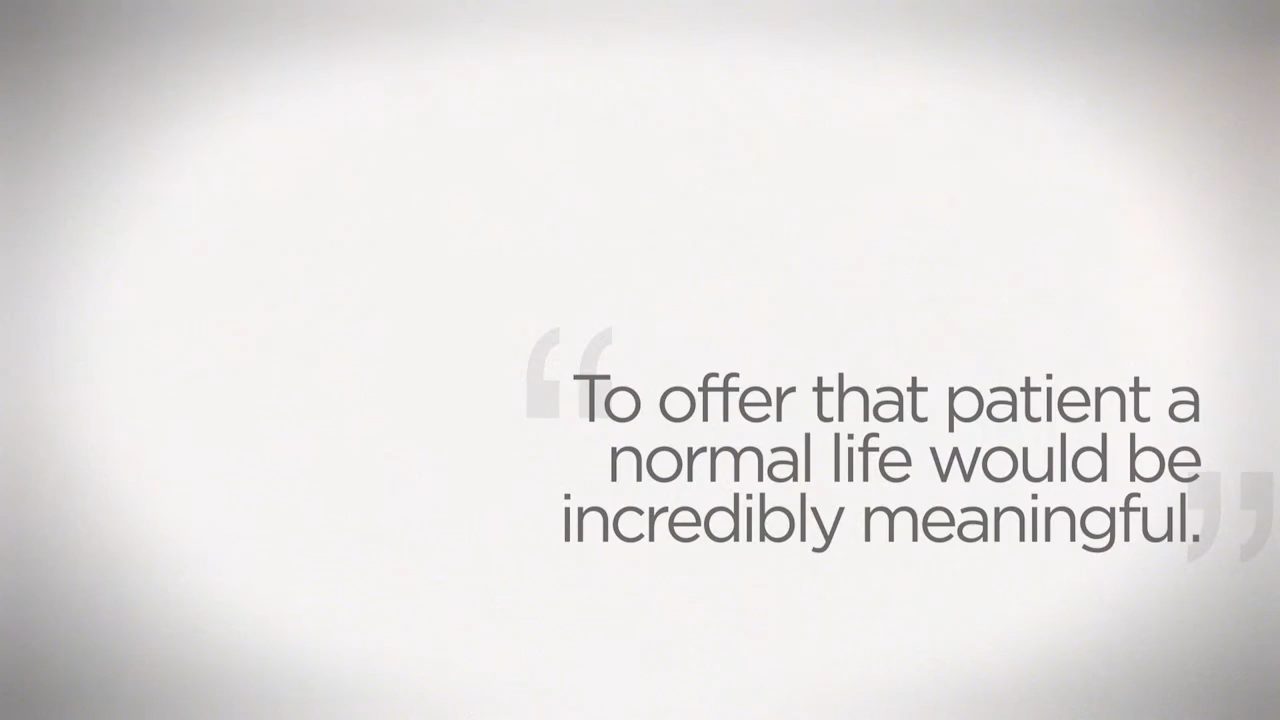 “To offer that patient a
normal life would be
incredibly meaningful.”